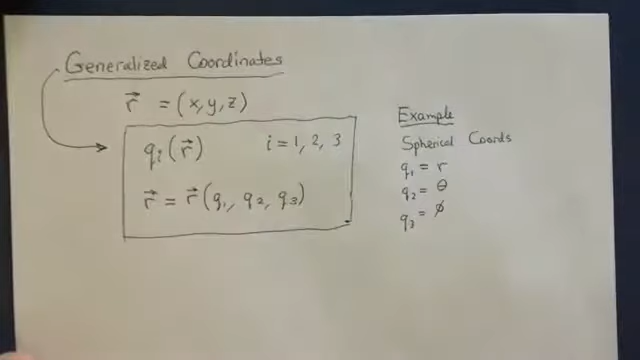 Generalized Coordinates
r⃗ = (x, y, z)
qᵢ(r⃗) i = 1, 2, 3
r⃗ = r⃗(q₁, q₂, q₃)
Example
Spherical Coords
q₁ = r
q₂ = θ
q₃ = ϕ